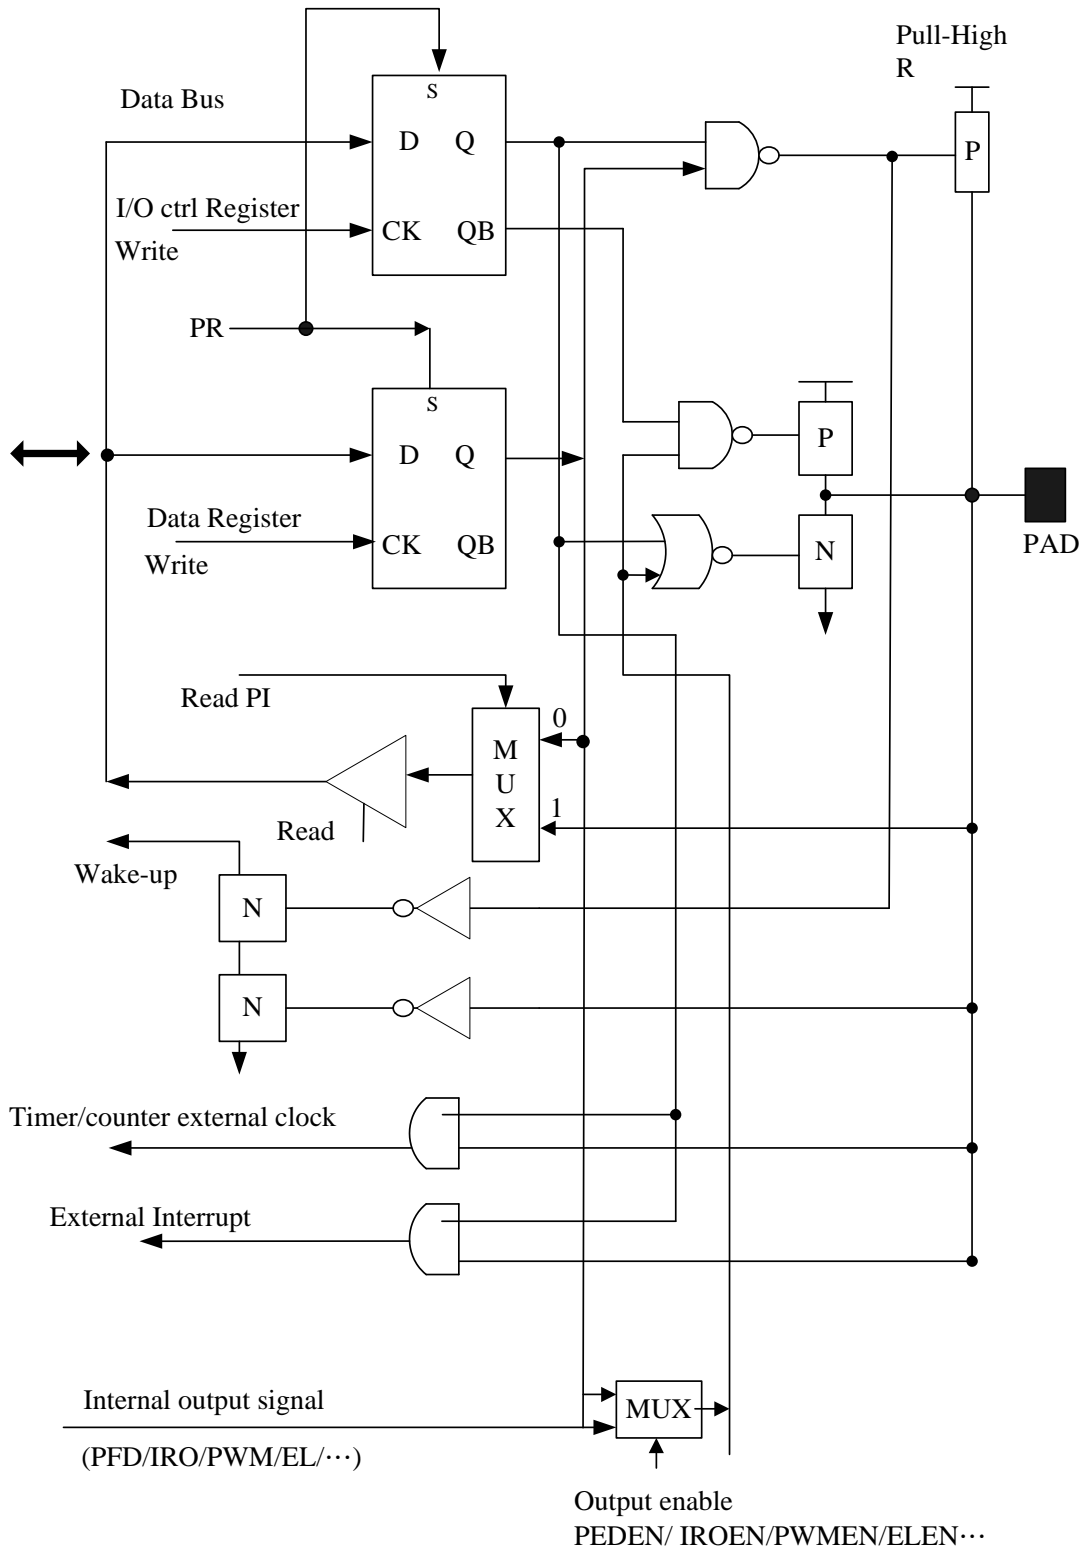 Pull-High
R
S
Data Bus
D Q
P
I/O ctrl Register
CK QB
Write
PR
S
P
D Q
Data Register
CK QB
Write
N
PAD
Read PI
0
M
U
X
1
Read
Wake-up
N
N
Timer/counter external clock
External Interrupt
Internal output signal
MUX
(PFD/IRO/PWM/EL/⋯)
Output enable
PEDEN/ IROEN/PWMEN/ELEN⋯